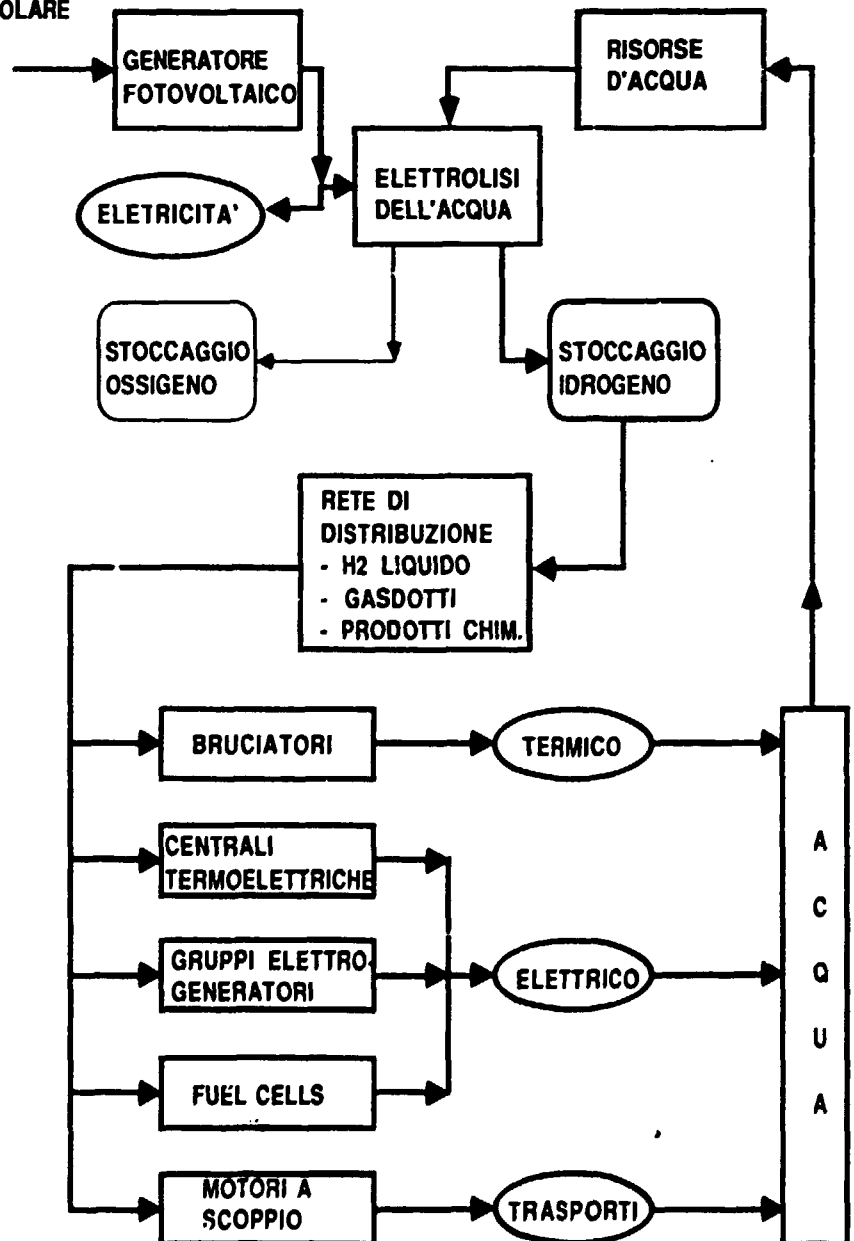 OLARE
GENERATORE
FOTOVOLTAICO
RISORSE
D'ACQUA
ELETTROLISI
DELL'ACQUA
ELETRICITA'
STOCCAGGIO
OSSIGENO
STOCCAGGIO
IDROGENO
RETE DI
DISTRIBUZIONE
- H2 LIQUIDO
- GASDOTTI
- PRODOTTI CHIM.
BRUCIATORI
TERMICO
CENTRALI
TERMOELETTRICHE
GRUPPI ELETTRO-
GENERATORI
ELETTRICO
FUEL CELLS
MOTORI A
SCOPPIO
TRASPORTI
A
C
Q
U
A